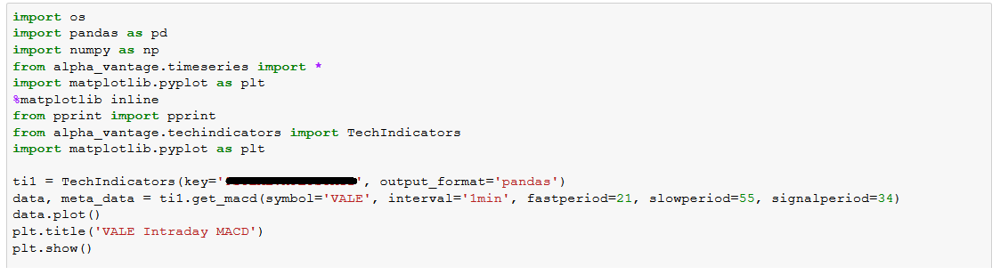 import os
import pandas as pd
import numpy as np
from alpha_vantage.timeseries import *
import matplotlib.pyplot as plt
%matplotlib inline
from pprint import pprint
from alpha_vantage.techindicators import TechIndicators
import matplotlib.pyplot as plt
ti1 = TechIndicators(key='', output_format='pandas')
data, meta_data = ti1.get_macd(symbol='VALE', interval='1min', fastperiod=21, slowperiod=55, signalperiod=34)
data.plot()
plt.title('VALE Intraday MACD')
plt.show()